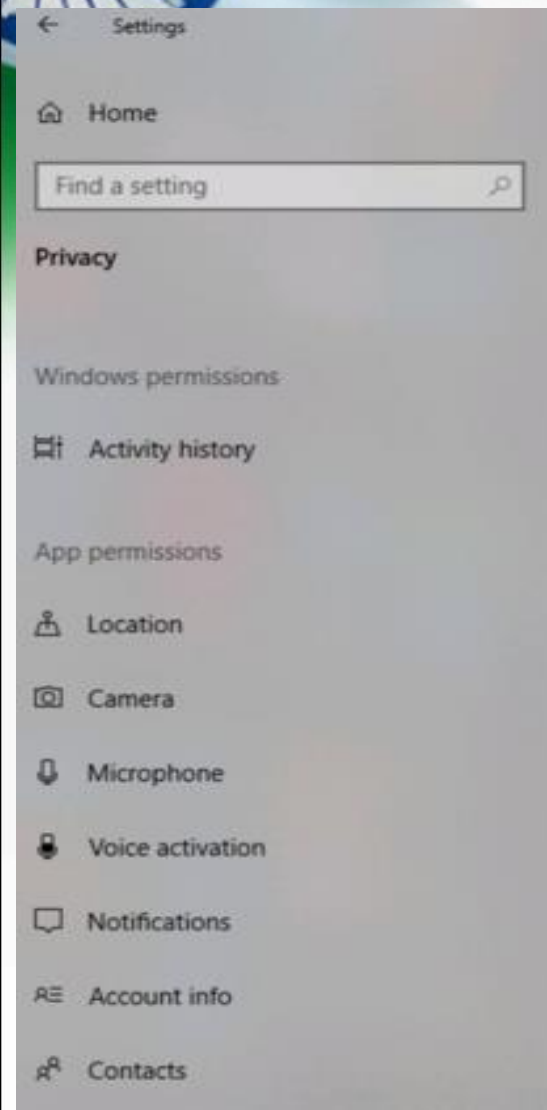 Settings
Home
Find a setting
Privacy
Windows permissions
Activity history
App permissions
Location
Camera
Microphone
Voice activation
Notifications
Account info
Contacts